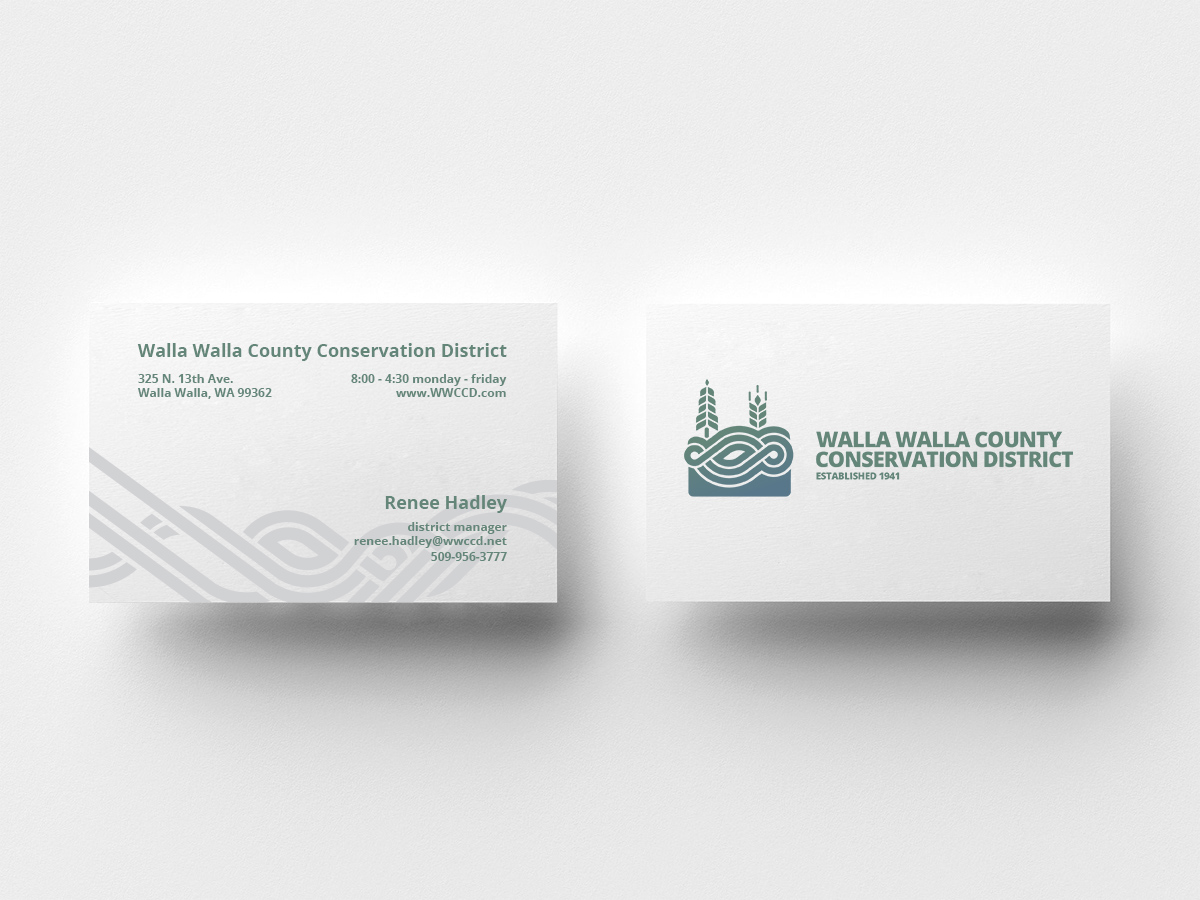 Walla Walla County Conservation District
325 N. 13th Ave.
Walla Walla, WA 99362
8:00 - 4:30 monday - friday
www.WWCCD.com
Renee Hadley
district manager
renee.hadley@wwccd.net
509-956-3777
WALLA WALLA COUNTY
CONSERVATION DISTRICT
ESTABLISHED 1941